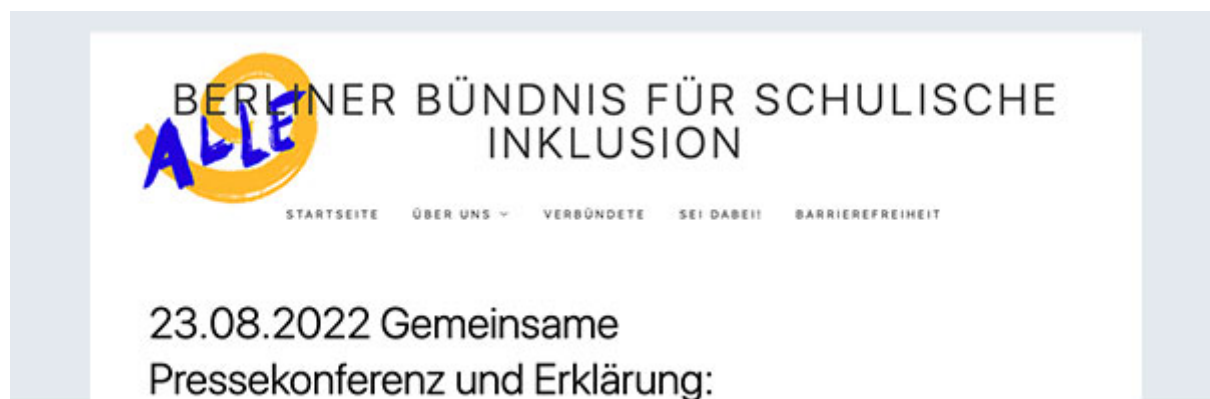 BERLINER BÜNDNIS FÜR SCHULISCHE
INKLUSION
ALLE
STARTSEITE ÜBER UNS VERBÜNDETE SEI DABEI! BARRIEREFREIHEIT
23.08.2022 Gemeinsame
Pressekonferenz und Erklärung: